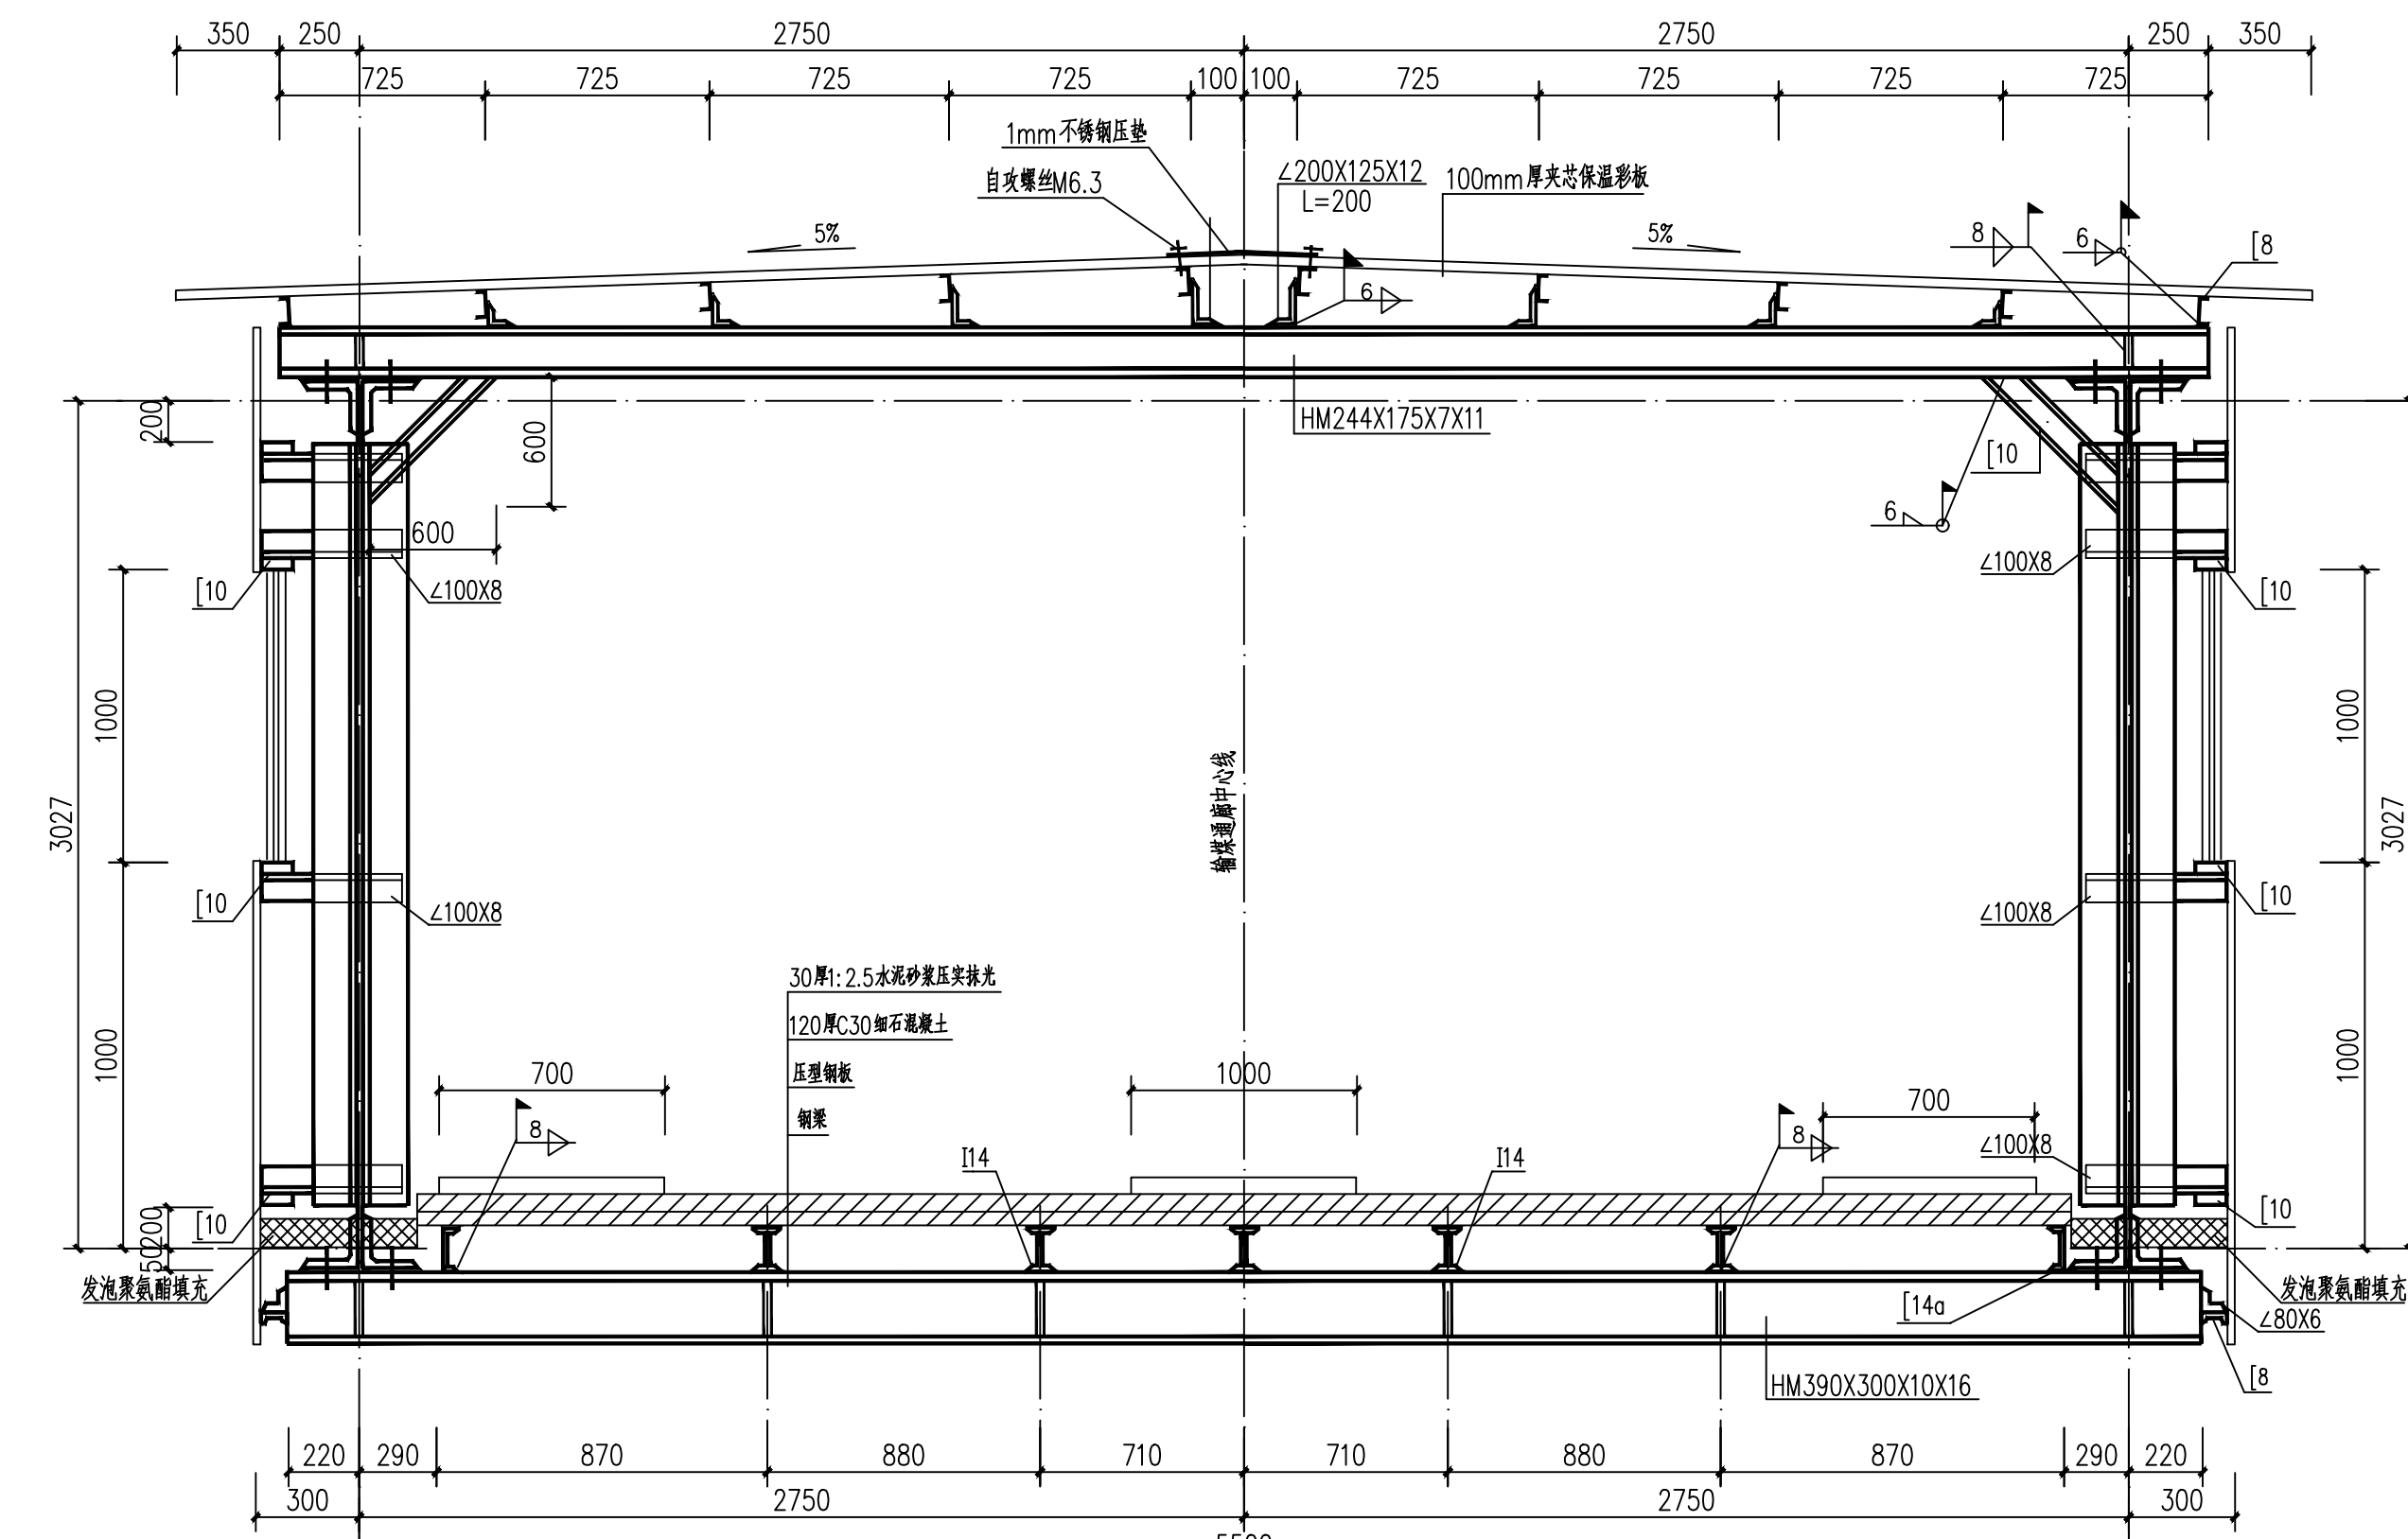 350 250 2750 2750 250 350
725 725 725 725 100 100 725 725 725 725
1mm不锈钢压垫
自攻螺丝M6.3
∠200X125X12
L=200
100mm厚夹芯保温彩板
5% 5% 8 6 [8
6
200
600
HM244X175X7X11
[10
600
6
[10 ∠100X8 ∠100X8 [10
1000 1000
3027 3027
输煤通廊中心线
[10 ∠100X8 ∠100X8 [10
30厚1:2.5水泥砂浆压实抹光
120厚C30细石混凝土
压型钢板
钢梁
1000 1000
700 1000 700
8 8
I14 I14
∠100X8
[10 [10
200
50
发泡聚氨酯填充 发泡聚氨酯填充
[14a ∠80X6
HM390X300X10X16 [8
220 290 870 880 710 710 880 870 290 220
300 2750 2750 300